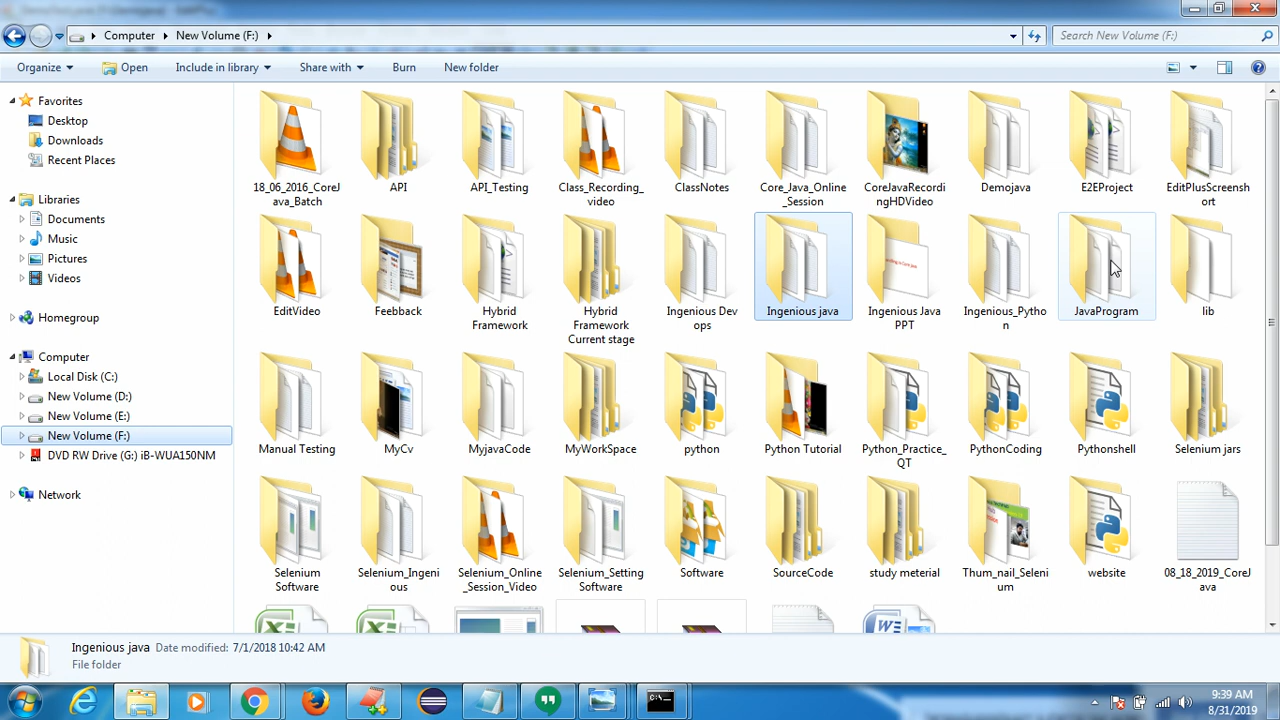 Computer
New Volume (F:)
Search New Volume (F:)
Organize
Open
Include in library
Share with
Burn
New folder
Favorites
Desktop
Downloads
Recent Places
Libraries
Documents
Music
Pictures
Videos
Homegroup
Computer
Local Disk (C:)
New Volume (D:)
New Volume (E:)
New Volume (F:)
DVD RW Drive (G:) iB-WUA150NM
Network
18_06_2016_CoreJ
ava_Batch
API
API_Testing
Class_Recording_
video
ClassNotes
Core_Java_Online
_Session
CoreJavaRecordi
ngHDVideo
Demojava
E2EProject
EditPlusScreensh
ort
EditVideo
Feebback
Hybrid
Framework
Hybrid
Framework
Current stage
Ingenious Dev
ops
Ingenious java
Ingenious Java
PPT
Ingenious_Pytho
n
JavaProgram
lib
Manual Testing
MyCv
MyjavaCode
MyWorkSpace
python
Python Tutorial
Python_Practice_
QT
PythonCoding
Pythonshell
Selenium jars
Selenium
Software
Selenium_Ingeni
ous
Selenium_Online
_Session_Video
Selenium_Setting
Software
Software
SourceCode
study meterial
Thum_nail_Seleni
um
website
08_18_2019_CoreJ
ava
Ingenious java
Date modified: 7/1/2018 10:42 AM
File folder
9:39 AM
8/31/2019